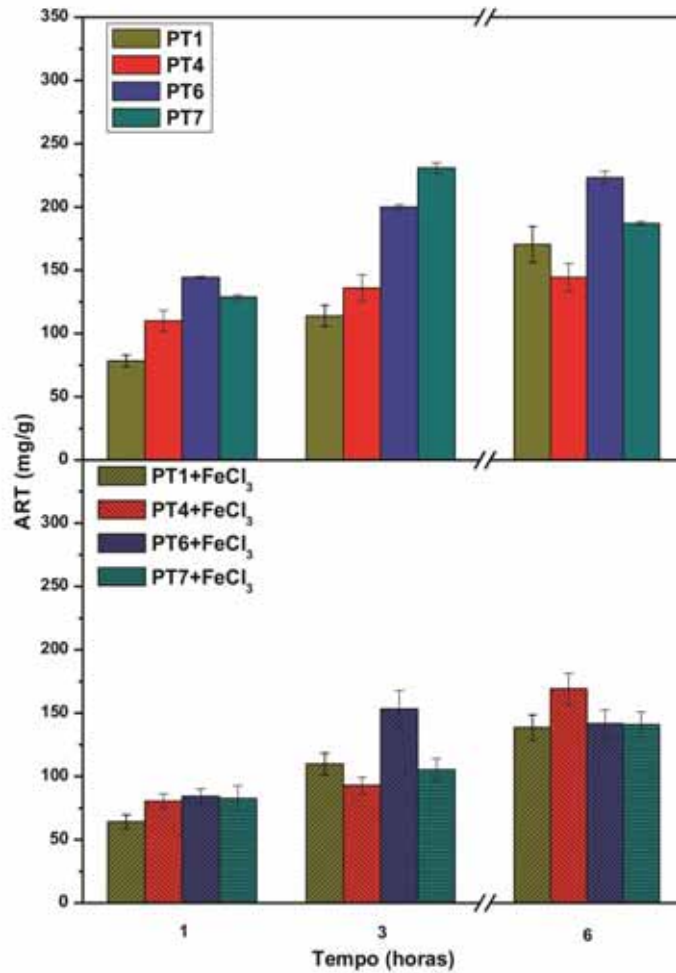 350
300
250
200
150
100
50
0
PT1
PT4
PT6
PT7
ART (mg/g)
300
250
200
150
100
50
0
PT1+FeCl₃
PT4+FeCl₃
PT6+FeCl₃
PT7+FeCl₃
1 3 6
Tempo (horas)